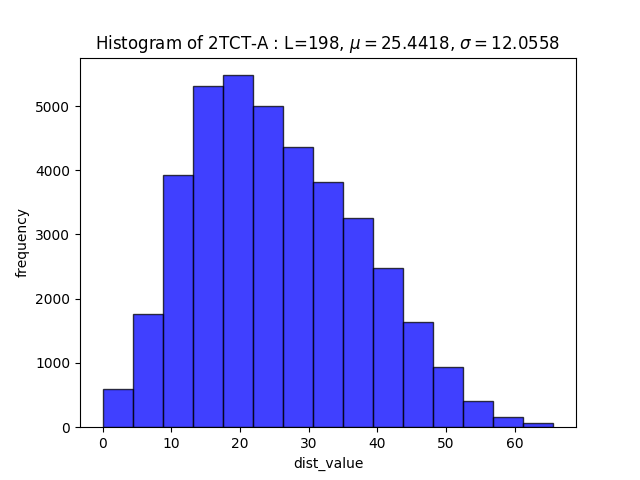 Histogram of 2TCT-A : L=198, μ = 25.4418, σ = 12.0558
5000
4000
3000
2000
1000
0
frequency
0 10 20 30 40 50 60
dist_value